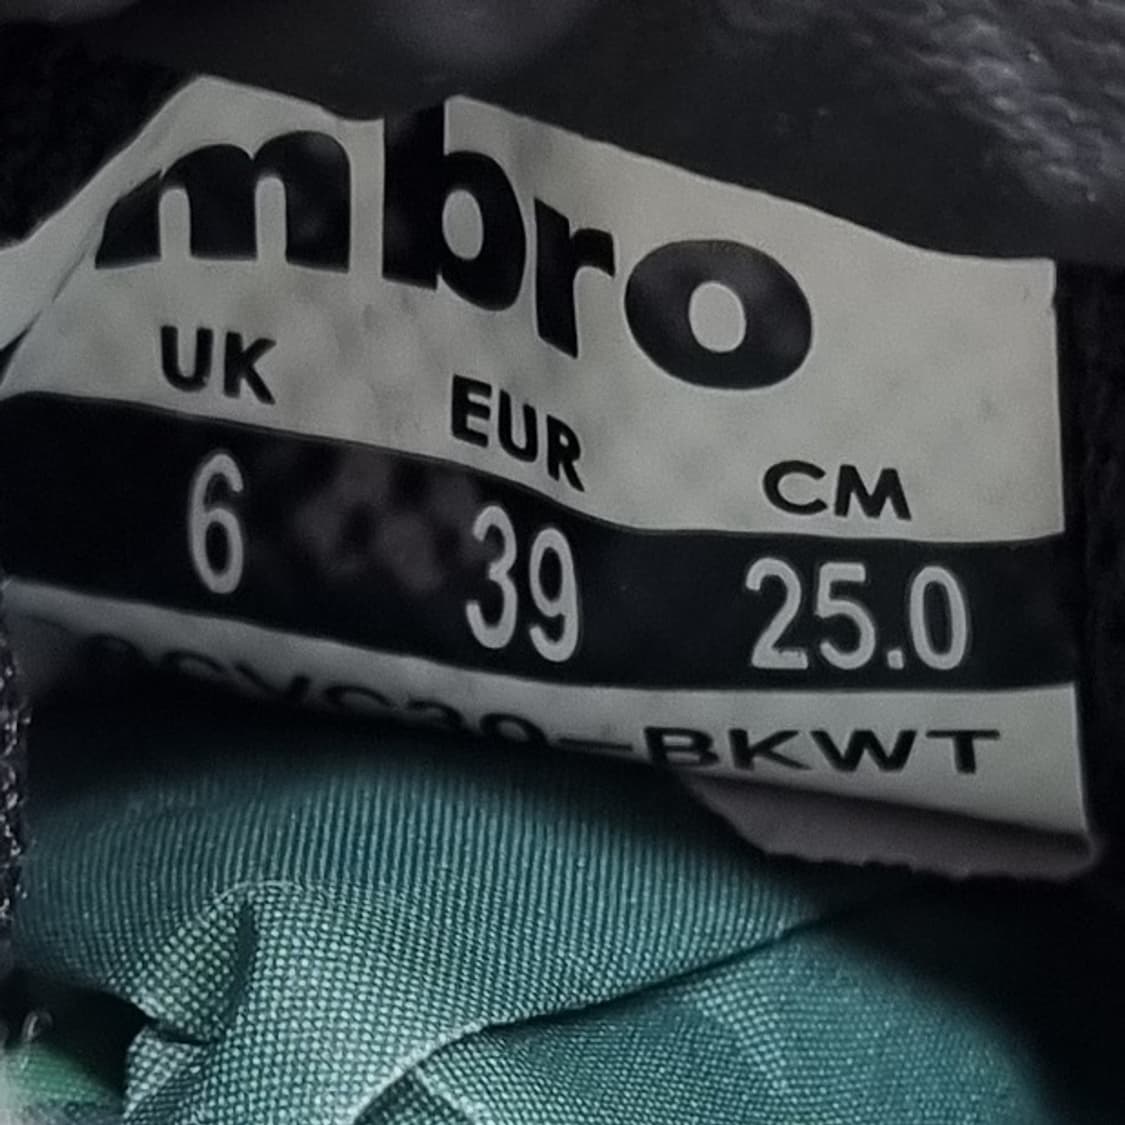 mbro
UK EUR CM
6 39 25.0
-BKWT